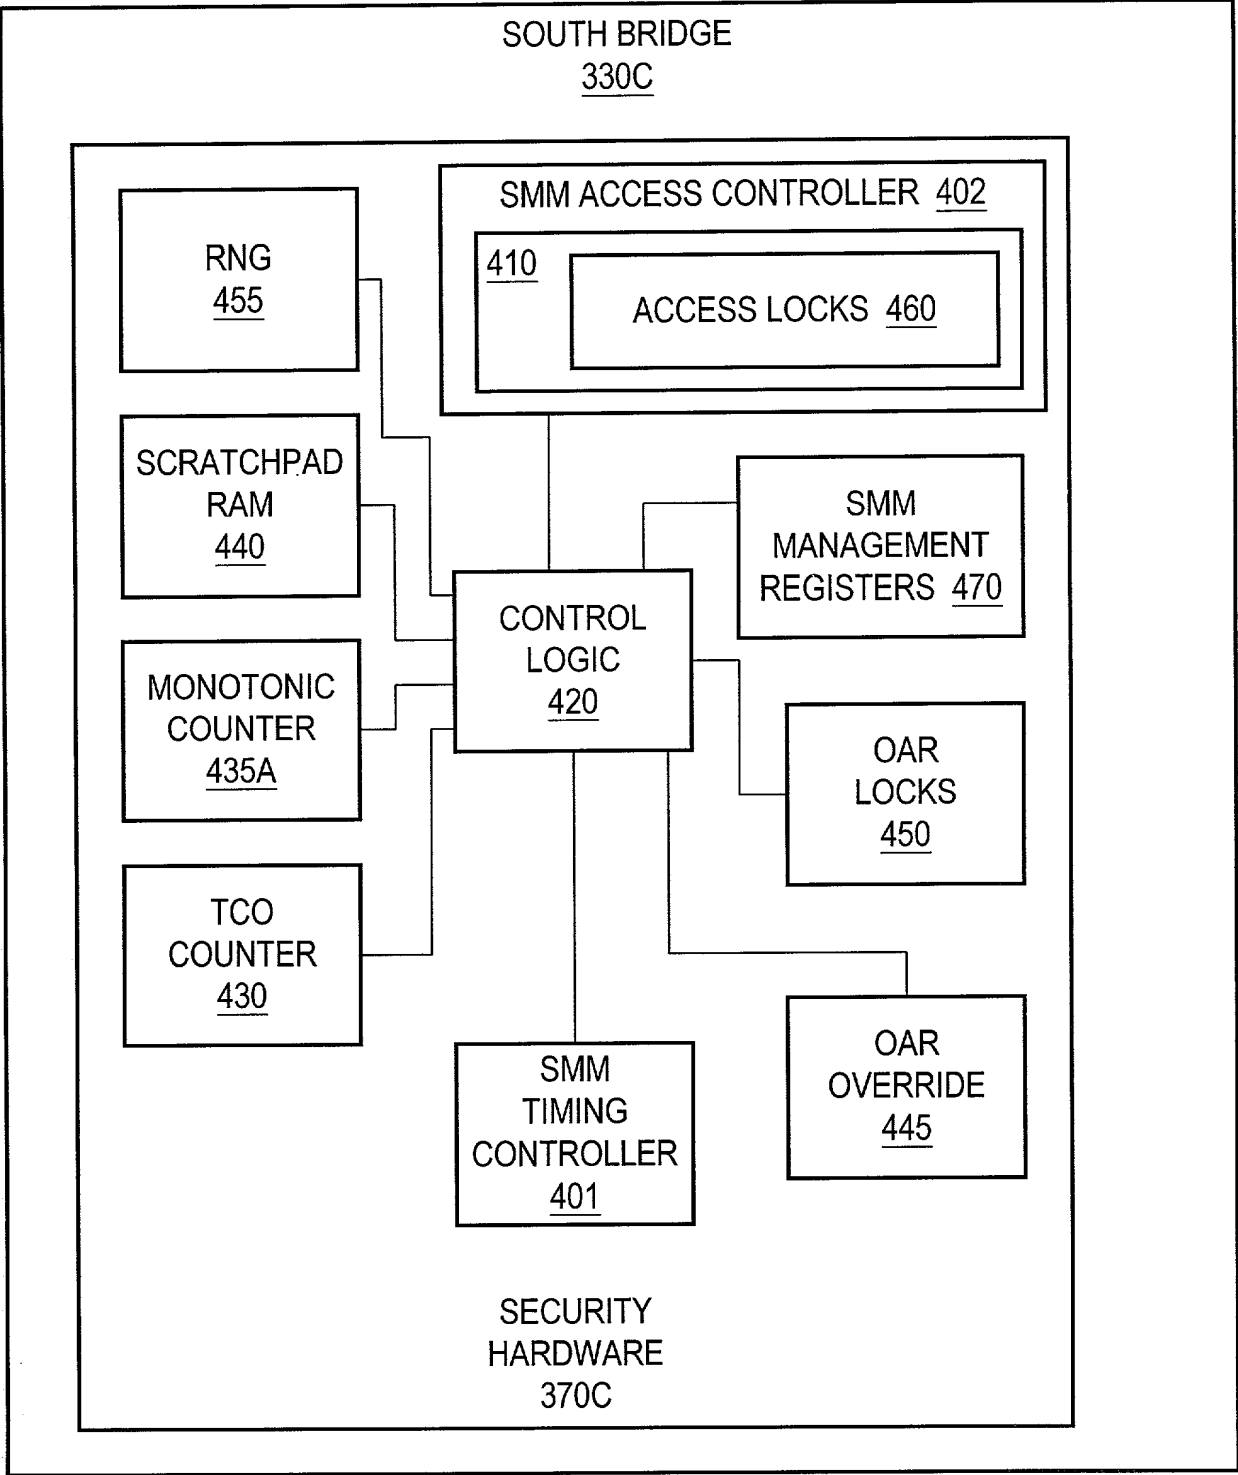 SOUTH BRIDGE
330C
SMM ACCESS CONTROLLER 402
410
ACCESS LOCKS 460
RNG
455
SCRATCHPAD
RAM
440
SMM
MANAGEMENT
REGISTERS 470
CONTROL
LOGIC
420
MONOTONIC
COUNTER
435A
OAR
LOCKS
450
TCO
COUNTER
430
SMM
TIMING
CONTROLLER
401
OAR
OVERRIDE
445
SECURITY
HARDWARE
370C